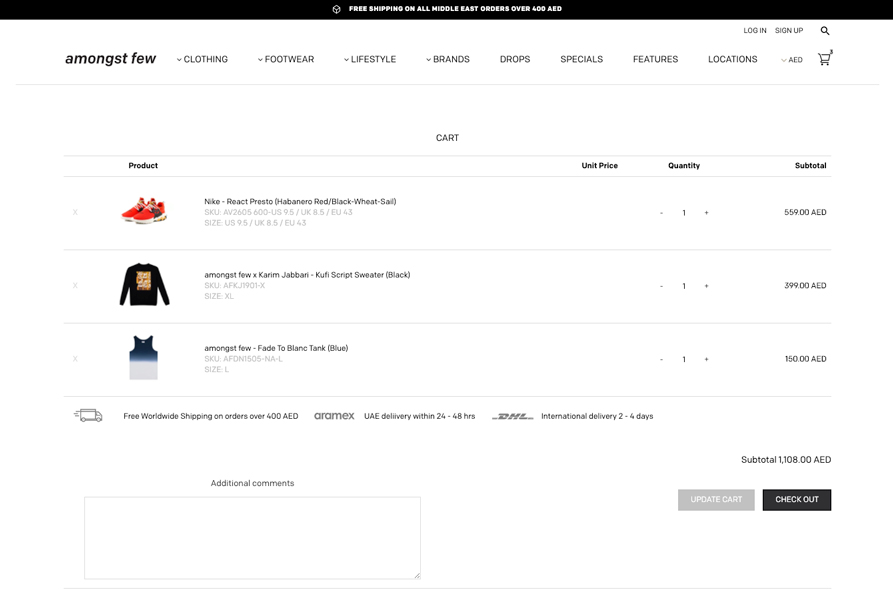 FREE SHIPPING ON ALL MIDDLE EAST ORDERS OVER 400 AED
LOG IN SIGN UP
amongst few CLOTHING FOOTWEAR LIFESTYLE BRANDS DROPS SPECIALS FEATURES LOCATIONS AED 3
CART
Product Unit Price Quantity Subtotal
Nike - React Presto (Habanero Red/Black-Wheat-Sail)
SKU: AV2605 600-US 9.5 / UK 8.5 / EU 43
X - 1 + 559.00 AED
SIZE: US 9.5 / UK 8.5 / EU 43
amongst few x Karim Jabbari - Kufi Script Sweater (Black)
SKU: AFKJ1901-X
X - 1 + 399.00 AED
SIZE: XL
amongst few - Fade To Blanc Tank (Blue)
SKU: AFDN1505-NA-L
X - 1 + 150.00 AED
SIZE: L
Free Worldwide Shipping on orders over 400 AED aramex UAE deliivery within 24 - 48 hrs DHL International delivery 2 - 4 days
Subtotal 1,108.00 AED
Additional comments
UPDATE CART CHECK OUT